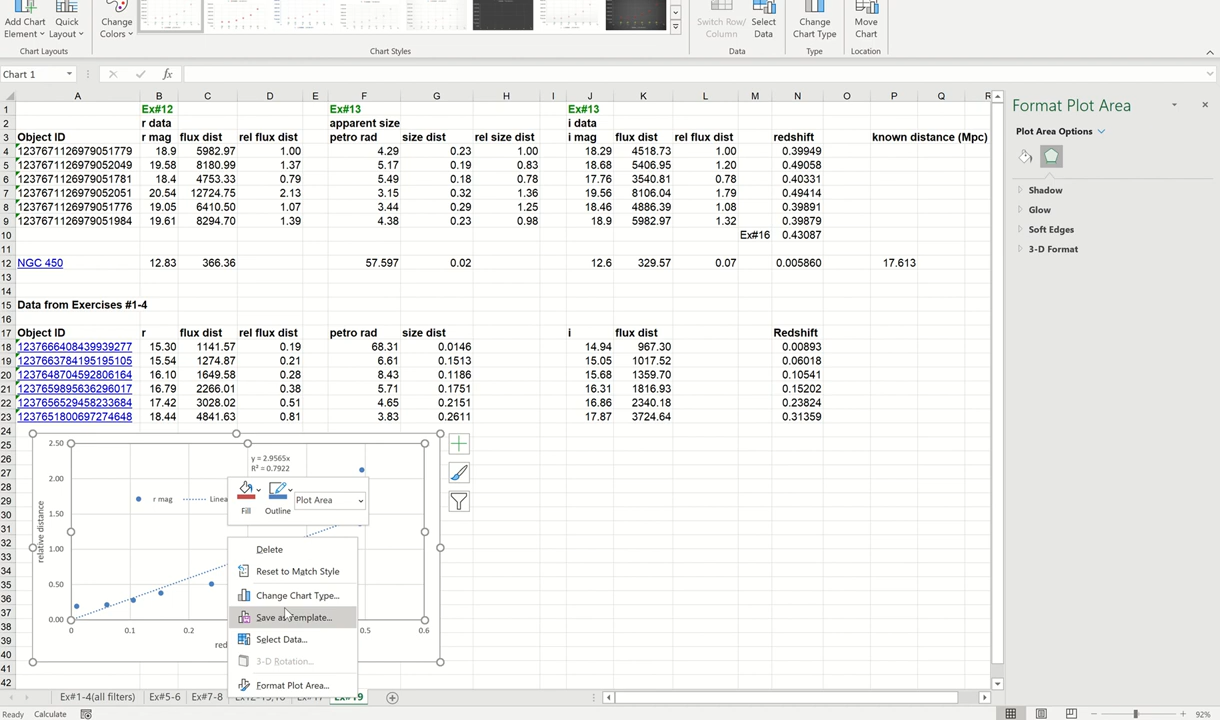 Add Chart Element
Quick Layout
Change Colors
Switch Row/ Column
Select Data
Change Chart Type
Move Chart
Chart Layouts
Chart Styles
Data
Type
Location
Chart 1
fx
A B C D E F G H I J K L M N O P Q R
1 Ex#12 Ex#13 Ex#13
2 r data apparent size i data
3 Object ID r mag flux dist rel flux dist petro rad size dist rel size dist i mag flux dist rel flux dist redshift known distance (Mpc)
4 1237671126979051779 18.9 5982.97 1.00 4.29 0.23 1.00 18.29 4518.73 1.00 0.39949
5 1237671126979052049 19.58 8180.99 1.37 5.17 0.19 0.83 18.68 5406.95 1.20 0.49058
6 1237671126979051781 18.4 4753.33 0.79 5.49 0.18 0.78 17.76 3540.81 0.78 0.40331
7 1237671126979052051 20.54 12724.75 2.13 3.15 0.32 1.36 19.56 8106.04 1.79 0.49414
8 1237671126979051776 19.05 6410.50 1.07 3.44 0.29 1.25 18.46 4886.39 1.08 0.39891
9 1237671126979051984 19.61 8294.70 1.39 4.38 0.23 0.98 18.9 5982.97 1.32 0.39879
10 Ex#16 0.43087
11
12 NGC 450 12.83 366.36 57.597 0.02 12.6 329.57 0.07 0.005860 17.613
13
14
15 Data from Exercises #1-4
16
17 Object ID r flux dist rel flux dist petro rad size dist i flux dist Redshift
18 1237666408439939277 15.30 1141.57 0.19 68.31 0.0146 14.94 967.30 0.00893
19 1237663784195195105 15.54 1274.87 0.21 6.61 0.1513 15.05 1017.52 0.06018
20 1237648704592806164 16.10 1649.58 0.28 8.43 0.1186 15.68 1359.70 0.10541
21 1237659895636296017 16.79 2266.01 0.38 5.71 0.1751 16.31 1816.93 0.15202
22 1237656529458233684 17.42 3028.02 0.51 4.65 0.2151 16.86 2340.18 0.23824
23 1237651800697274648 18.44 4841.63 0.81 3.83 0.2611 17.87 3724.64 0.31359
24
25
26
27
28
29
30
31
32
33
34
35
36
37
38
39
40
41
42
2.50
2.00
1.50
1.00
0.50
0.00
relative distance
y = 2.9565x
R² = 0.7922
r mag
0 0.1 0.2 0.5 0.6
Fill
Outline
Plot Area
Delete
Reset to Match Style
Change Chart Type...
Save as Template...
Select Data...
3-D Rotation...
Format Plot Area...
Format Plot Area
Plot Area Options
Shadow
Glow
Soft Edges
3-D Format
Ex#1-4(all filters) Ex#5-6 Ex#7-8
Ready Calculate
92%